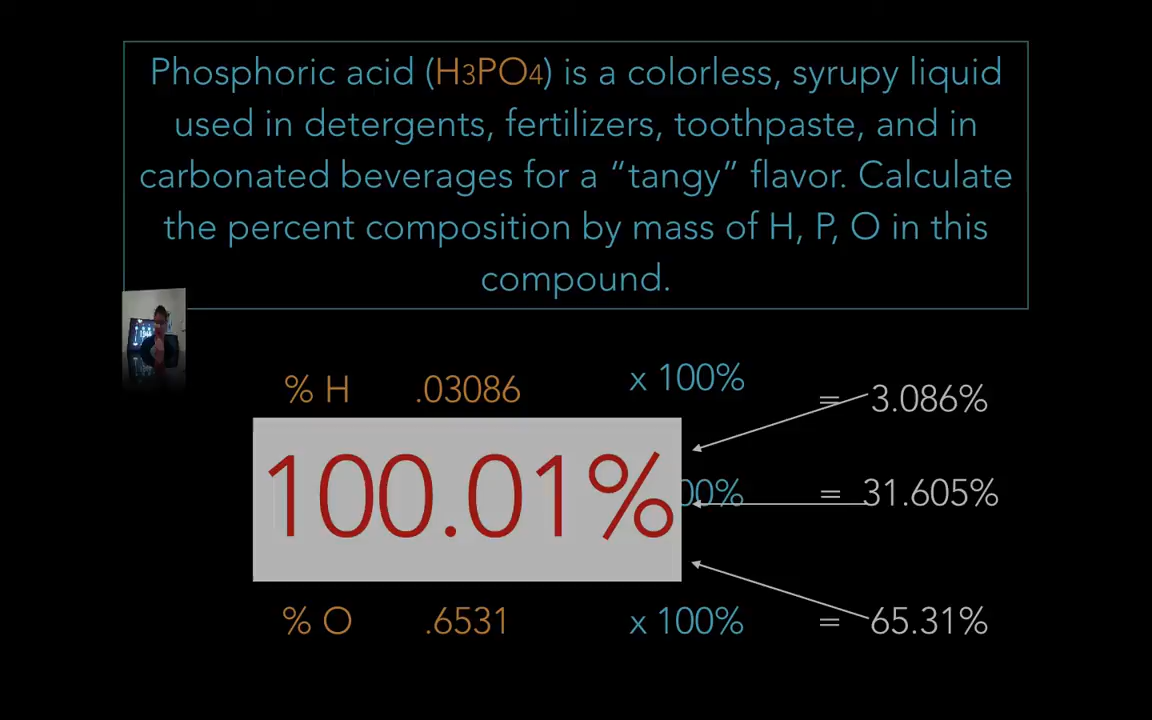 Phosphoric acid (H3PO4) is a colorless, syrupy liquid
used in detergents, fertilizers, toothpaste, and in
carbonated beverages for a “tangy” flavor. Calculate
the percent composition by mass of H, P, O in this
compound.
% H .03086 x 100% = 3.086%
100.01% 00% = 31.605%
% O .6531 x 100% = 65.31%